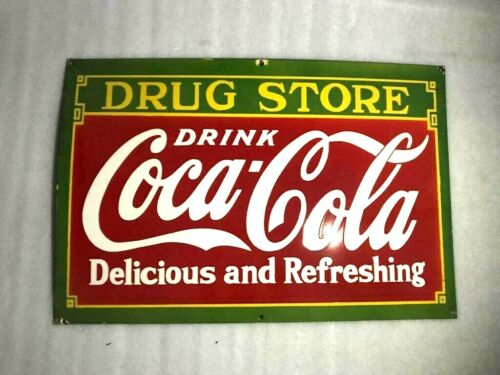 DRUG STORE
DRINK
Coca-Cola
Delicious and Refreshing